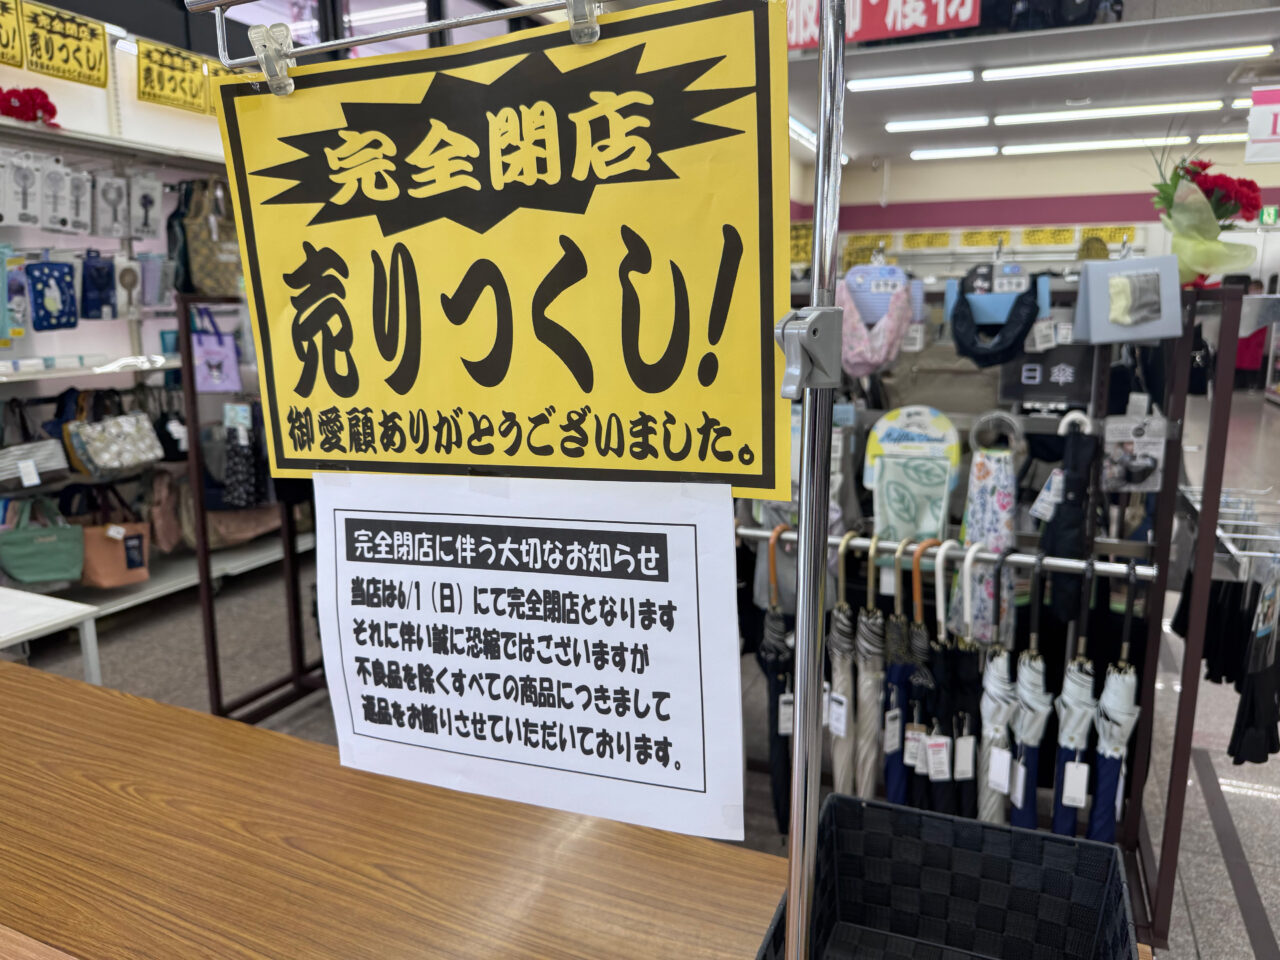 完全閉店
売りつくし!
御愛顧ありがとうございました。
完全閉店に伴う大切なお知らせ
当店は6/1（日）にて完全閉店となります
それに伴い誠に恐縮ではございますが
不良品を除くすべての商品につきまして
返品をお断りさせていただいております。
売りつくし!
売りつくし!
服飾・履物
日傘